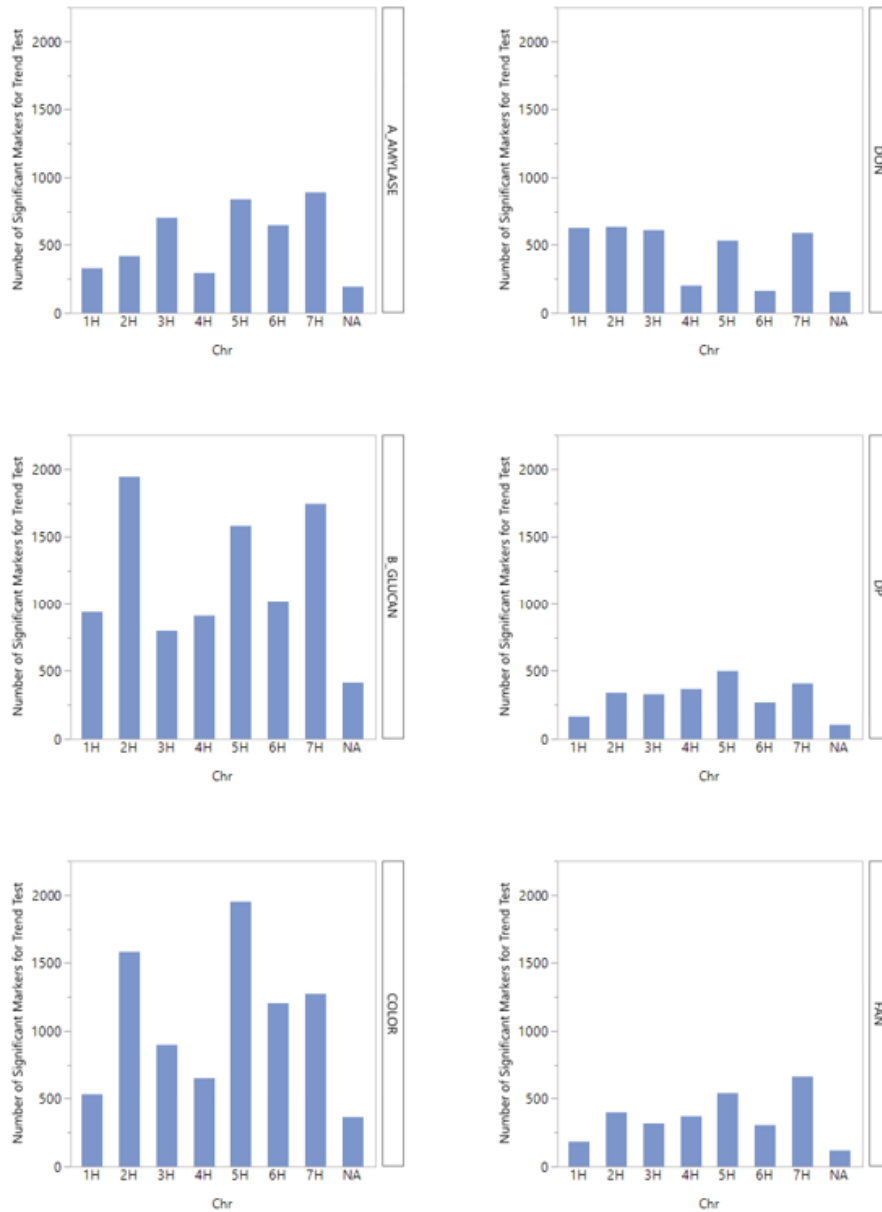 Number of Significant Markers for Trend Test
2000
1500
1000
500
0
1H 2H 3H 4H 5H 6H 7H NA
Chr
A_AMYLASE
Number of Significant Markers for Trend Test
2000
1500
1000
500
0
1H 2H 3H 4H 5H 6H 7H NA
Chr
DON
Number of Significant Markers for Trend Test
2000
1500
1000
500
0
1H 2H 3H 4H 5H 6H 7H NA
Chr
B_GLUCAN
Number of Significant Markers for Trend Test
2000
1500
1000
500
0
1H 2H 3H 4H 5H 6H 7H NA
Chr
DP
Number of Significant Markers for Trend Test
2000
1500
1000
500
0
1H 2H 3H 4H 5H 6H 7H NA
Chr
COLOR
Number of Significant Markers for Trend Test
2000
1500
1000
500
0
1H 2H 3H 4H 5H 6H 7H NA
Chr
FAN